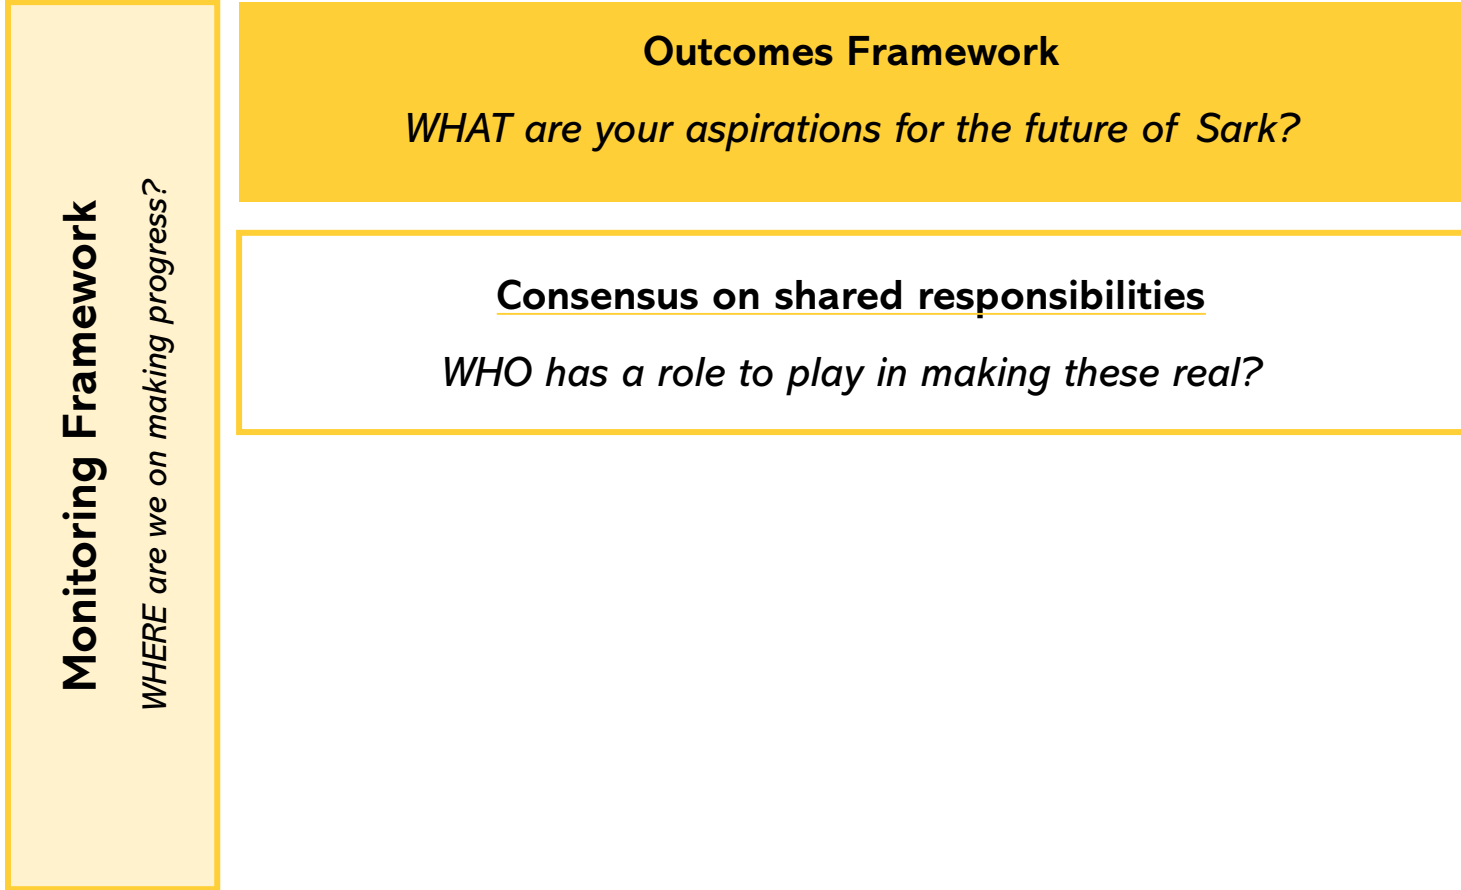 Monitoring Framework
WHERE are we on making progress?
Outcomes Framework
WHAT are your aspirations for the future of Sark?
Consensus on shared responsibilities
WHO has a role to play in making these real?